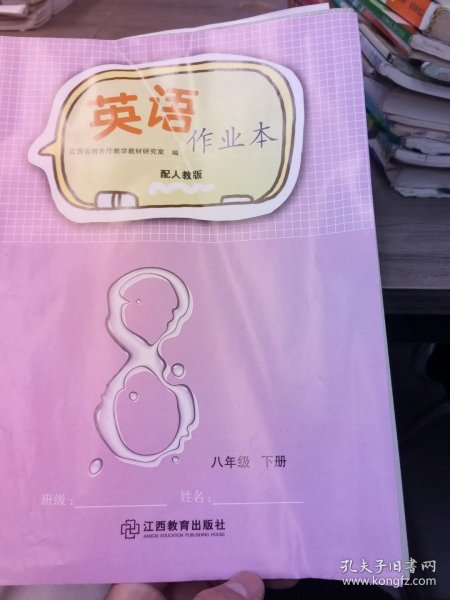 英语
作业本
江西省教育厅教学教材研究室 编
配人教版
8
八年级 下册
班级：
姓名：
江西教育出版社
JIANGXI EDUCATION PUBLISHING HOUSE
孔夫子旧书网
www.kongfz.com